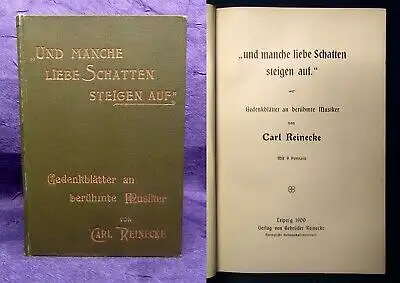 „UND MANCHE
LIEBE SCHATTEN
STEIGEN AUF“
Gedenkblätter an
berühmte Musiker
VON
CARL REINECKE
„und manche liebe Schatten
steigen auf.“
Gedenkblätter an berühmte Musiker
von
Carl Reinecke
Mit 9 Portraits
Leipzig 1900
Verlag von Gebrüder Reinecke